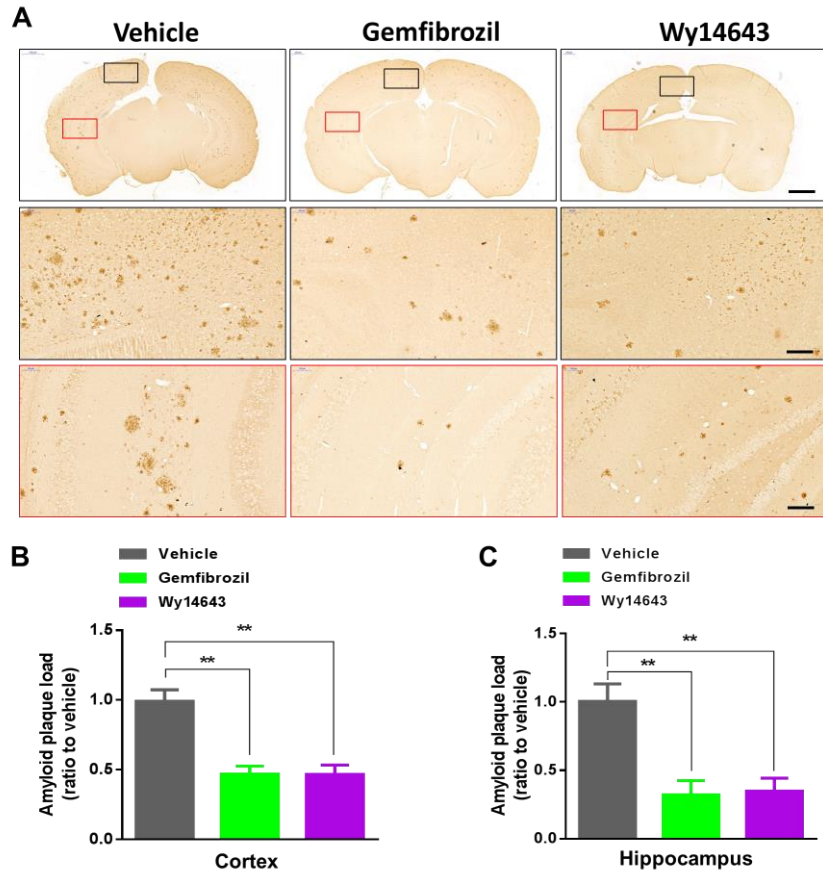 A
Vehicle Gemfibrozil Wy14643
B
Vehicle
Gemfibrozil
Wy14643
Amyloid plaque load
(ratio to vehicle)
1.5
1.0
0.5
0.0
**
**
Cortex
C
Vehicle
Gemfibrozil
Wy14643
Amyloid plaque load
(ratio to vehicle)
1.5
1.0
0.5
0.0
**
**
Hippocampus